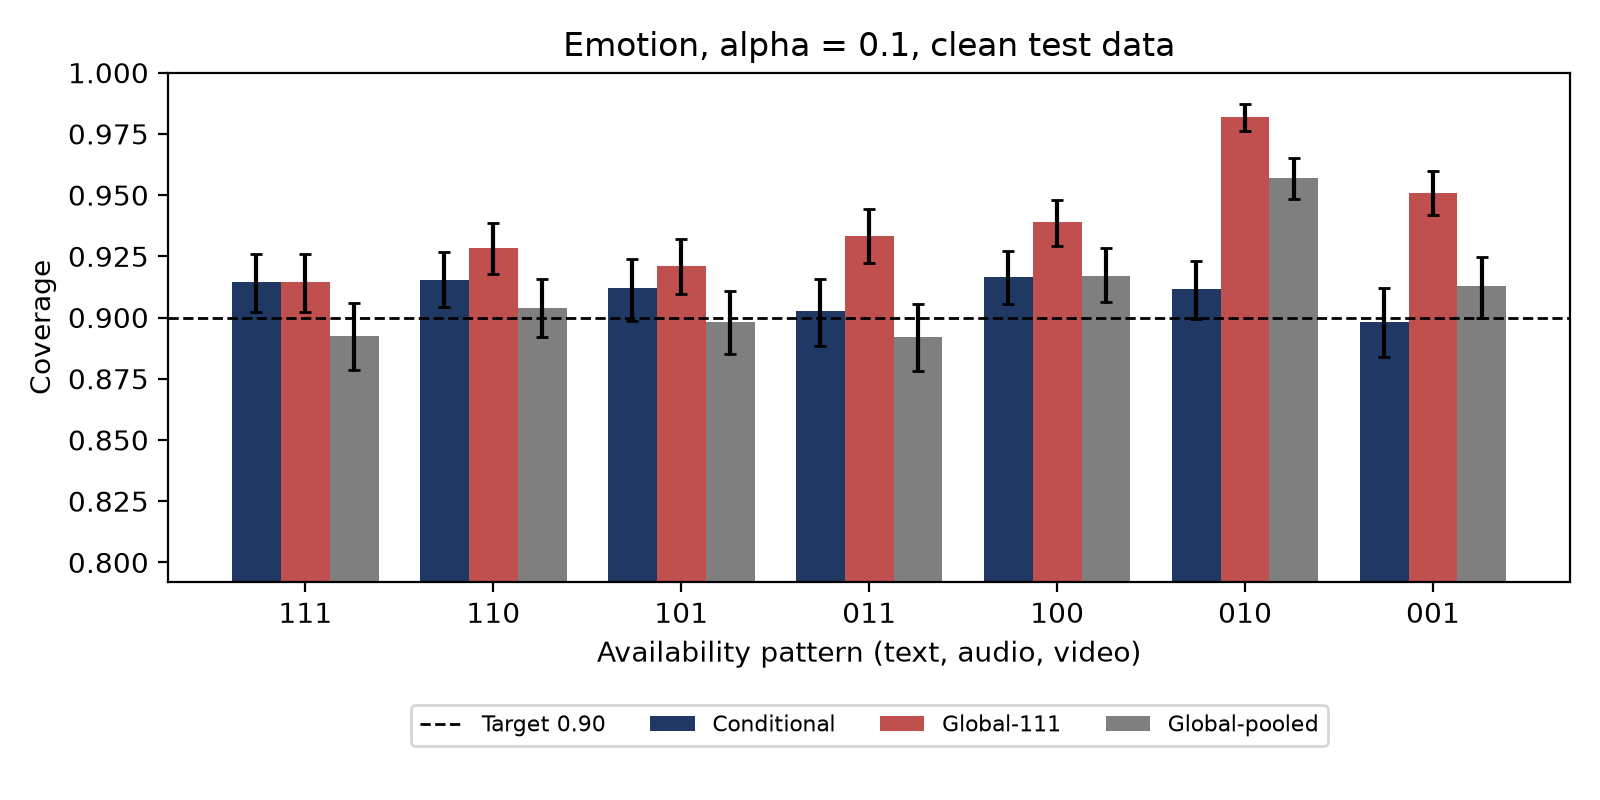 Emotion, alpha = 0.1, clean test data
1.000
0.975
0.950
0.925
0.900
0.875
0.850
0.825
0.800
Coverage
111 110 101 011 100 010 001
Availability pattern (text, audio, video)
Target 0.90 Conditional Global-111 Global-pooled